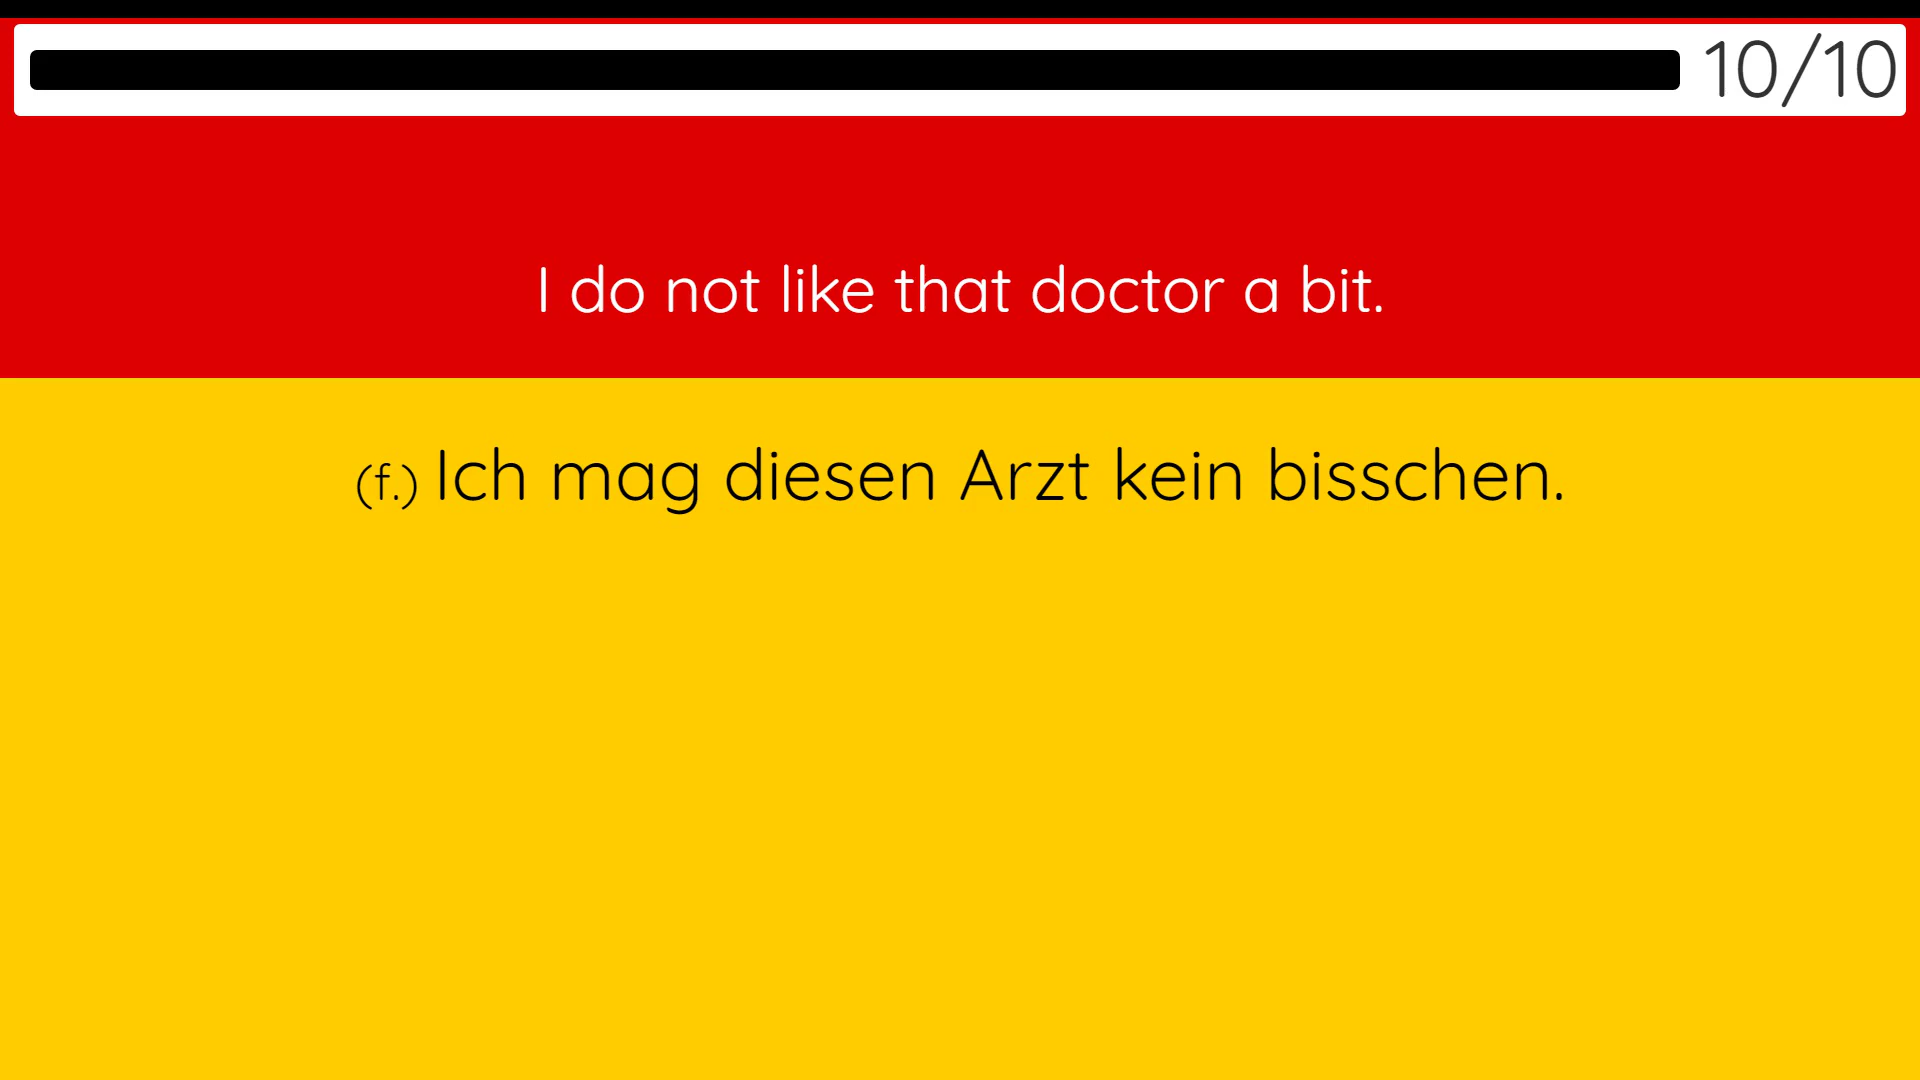 10/10
I do not like that doctor a bit.
(f.) Ich mag diesen Arzt kein bisschen.